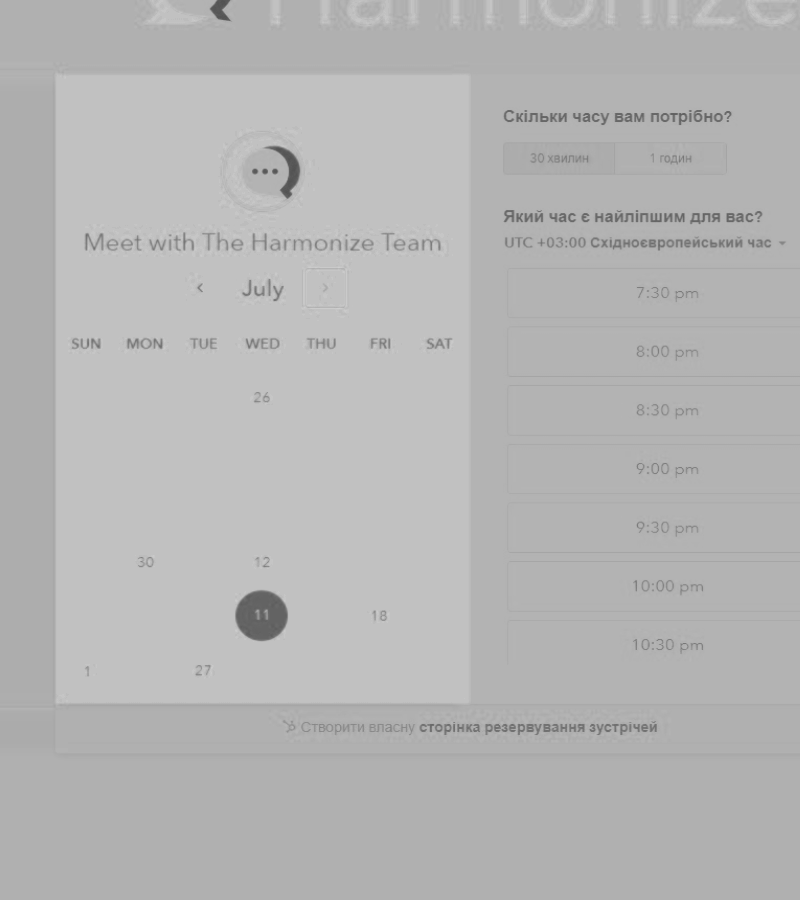 Harmonize
Meet with The Harmonize Team
July
SUN MON TUE WED THU FRI SAT
26
30 12
11 18
1 27
Скільки часу вам потрібно?
30 хвилин 1 годин
Який час є найліпшим для вас?
UTC +03:00 Східноєвропейський час
7:30 pm
8:00 pm
8:30 pm
9:00 pm
9:30 pm
10:00 pm
10:30 pm
Створити власну сторінка резервування зустрічей